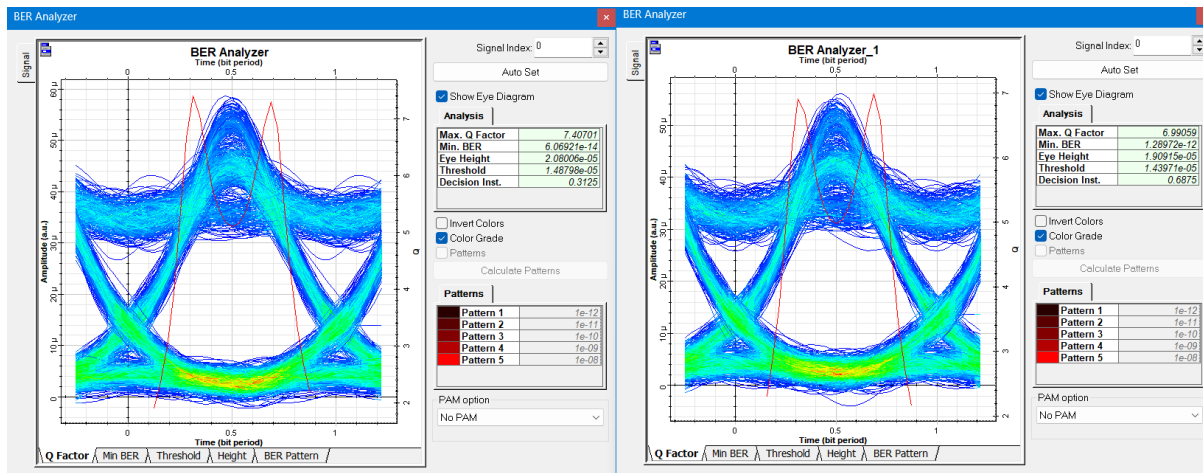 BER Analyzer
BER Analyzer
Time (bit period)
0 0.5 1
Signal
Amplitude (a.u.)
60 µ
50 µ
40 µ
30 µ
20 µ
10 µ
0
Q
7
6
5
4
3
2
0 0.5 1
Time (bit period)
Q Factor Min BER Threshold Height BER Pattern
Signal Index: 0
Auto Set
Show Eye Diagram
Analysis
Max. Q Factor 7.40701
Min. BER 6.06921e-14
Eye Height 2.08006e-05
Threshold 1.48798e-05
Decision Inst. 0.3125
Invert Colors
Color Grade
Patterns
Calculate Patterns
Patterns
Pattern 1 1e-12
Pattern 2 1e-11
Pattern 3 1e-10
Pattern 4 1e-09
Pattern 5 1e-08
PAM option
No PAM
BER Analyzer
BER Analyzer_1
Time (bit period)
0 0.5 1
Signal
Amplitude (a.u.)
60 µ
50 µ
40 µ
30 µ
20 µ
10 µ
0
Q
7
6
5
4
3
2
0 0.5 1
Time (bit period)
Q Factor Min BER Threshold Height BER Pattern
Signal Index: 0
Auto Set
Show Eye Diagram
Analysis
Max. Q Factor 6.99059
Min. BER 1.28972e-12
Eye Height 1.90915e-05
Threshold 1.43971e-05
Decision Inst. 0.6875
Invert Colors
Color Grade
Patterns
Calculate Patterns
Patterns
Pattern 1 1e-12
Pattern 2 1e-11
Pattern 3 1e-10
Pattern 4 1e-09
Pattern 5 1e-08
PAM option
No PAM